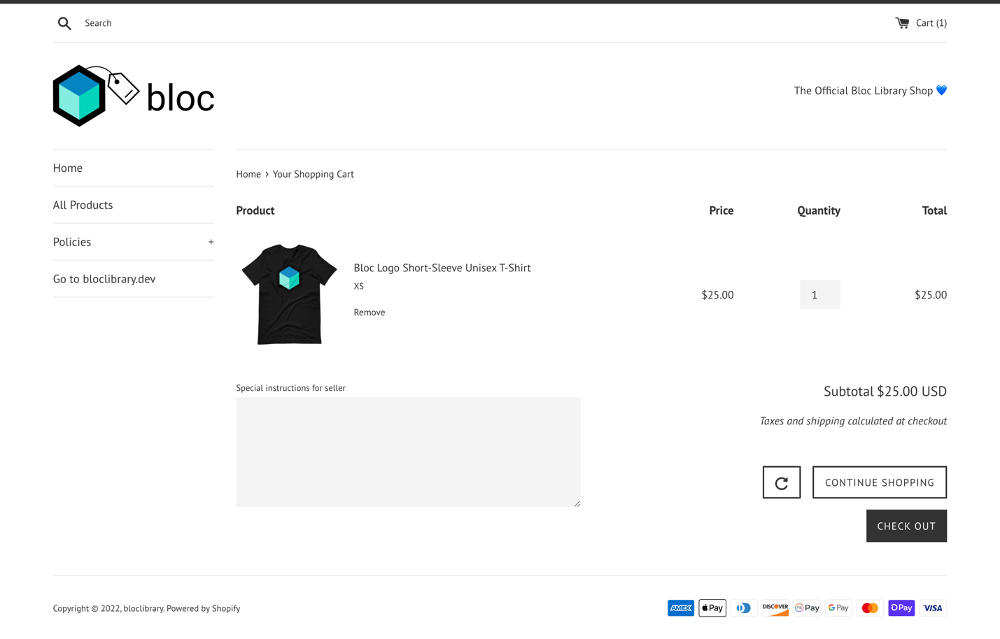 Search
Cart (1)
bloc
The Official Bloc Library Shop 💙
Home
All Products
Policies +
Go to bloclibrary.dev
Home › Your Shopping Cart
Product Price Quantity Total
Bloc Logo Short-Sleeve Unisex T-Shirt
XS
Remove
$25.00 1 $25.00
Special instructions for seller
Subtotal $25.00 USD
Taxes and shipping calculated at checkout
CONTINUE SHOPPING
CHECK OUT
Copyright © 2022, bloclibrary. Powered by Shopify
AMEX Pay DISCOVER Pay G Pay Pay VISA